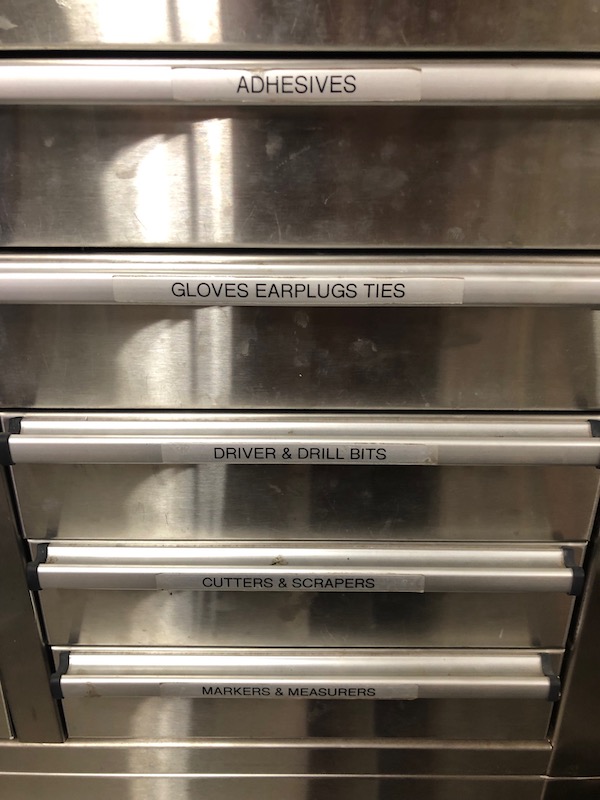 ADHESIVES
GLOVES EARPLUGS TIES
DRIVER & DRILL BITS
CUTTERS & SCRAPERS
MARKERS & MEASURERS